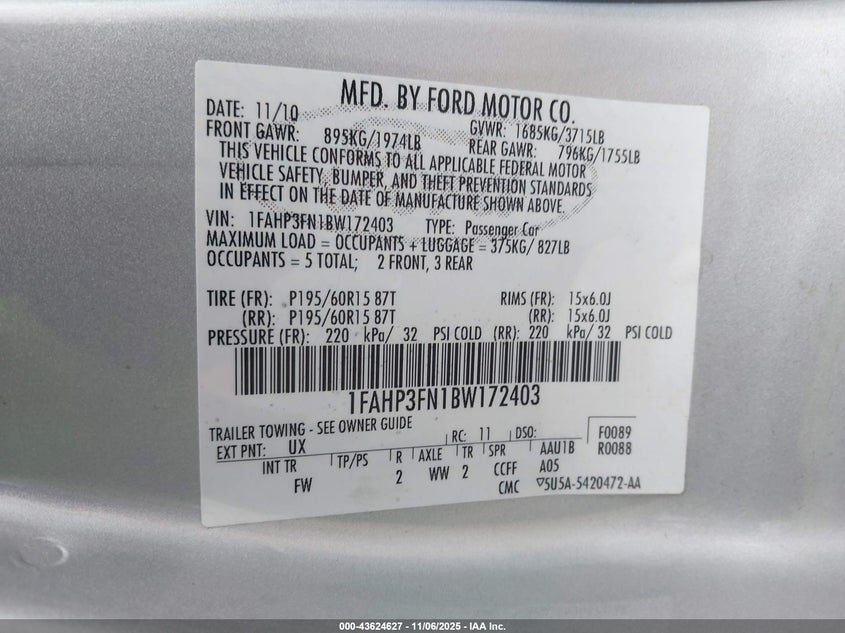 MFD. BY FORD MOTOR CO.
DATE: 11/10 GVWR: 1685KG/3715LB
FRONT GAWR: 895KG/1974LB REAR GAWR: 796KG/1755LB
THIS VEHICLE CONFORMS TO ALL APPLICABLE FEDERAL MOTOR
VEHICLE SAFETY, BUMPER, AND THEFT PREVENTION STANDARDS
IN EFFECT ON THE DATE OF MANUFACTURE SHOWN ABOVE.
VIN: 1FAHP3FN1BW172403 TYPE: Passenger Car
MAXIMUM LOAD = OCCUPANTS + LUGGAGE = 375KG/ 827LB
OCCUPANTS = 5 TOTAL; 2 FRONT, 3 REAR
TIRE (FR): P195/60R15 87T RIMS (FR): 15x6.0J
(RR): P195/60R15 87T (RR): 15x6.0J
PRESSURE (FR): 220 kPa/ 32 PSI COLD (RR): 220 kPa/ 32 PSI COLD
1FAHP3FN1BW172403
TRAILER TOWING - SEE OWNER GUIDE
EXT PNT: UX RC: 11 DSO: F0089
INT TR TP/PS R AXLE TR SPR AAU1B R0088
FW 2 WW 2 CCFF A05
CMC ▽5U5A-5420472-AA
000-43624627 - 11/06/2025 - IAA Inc.